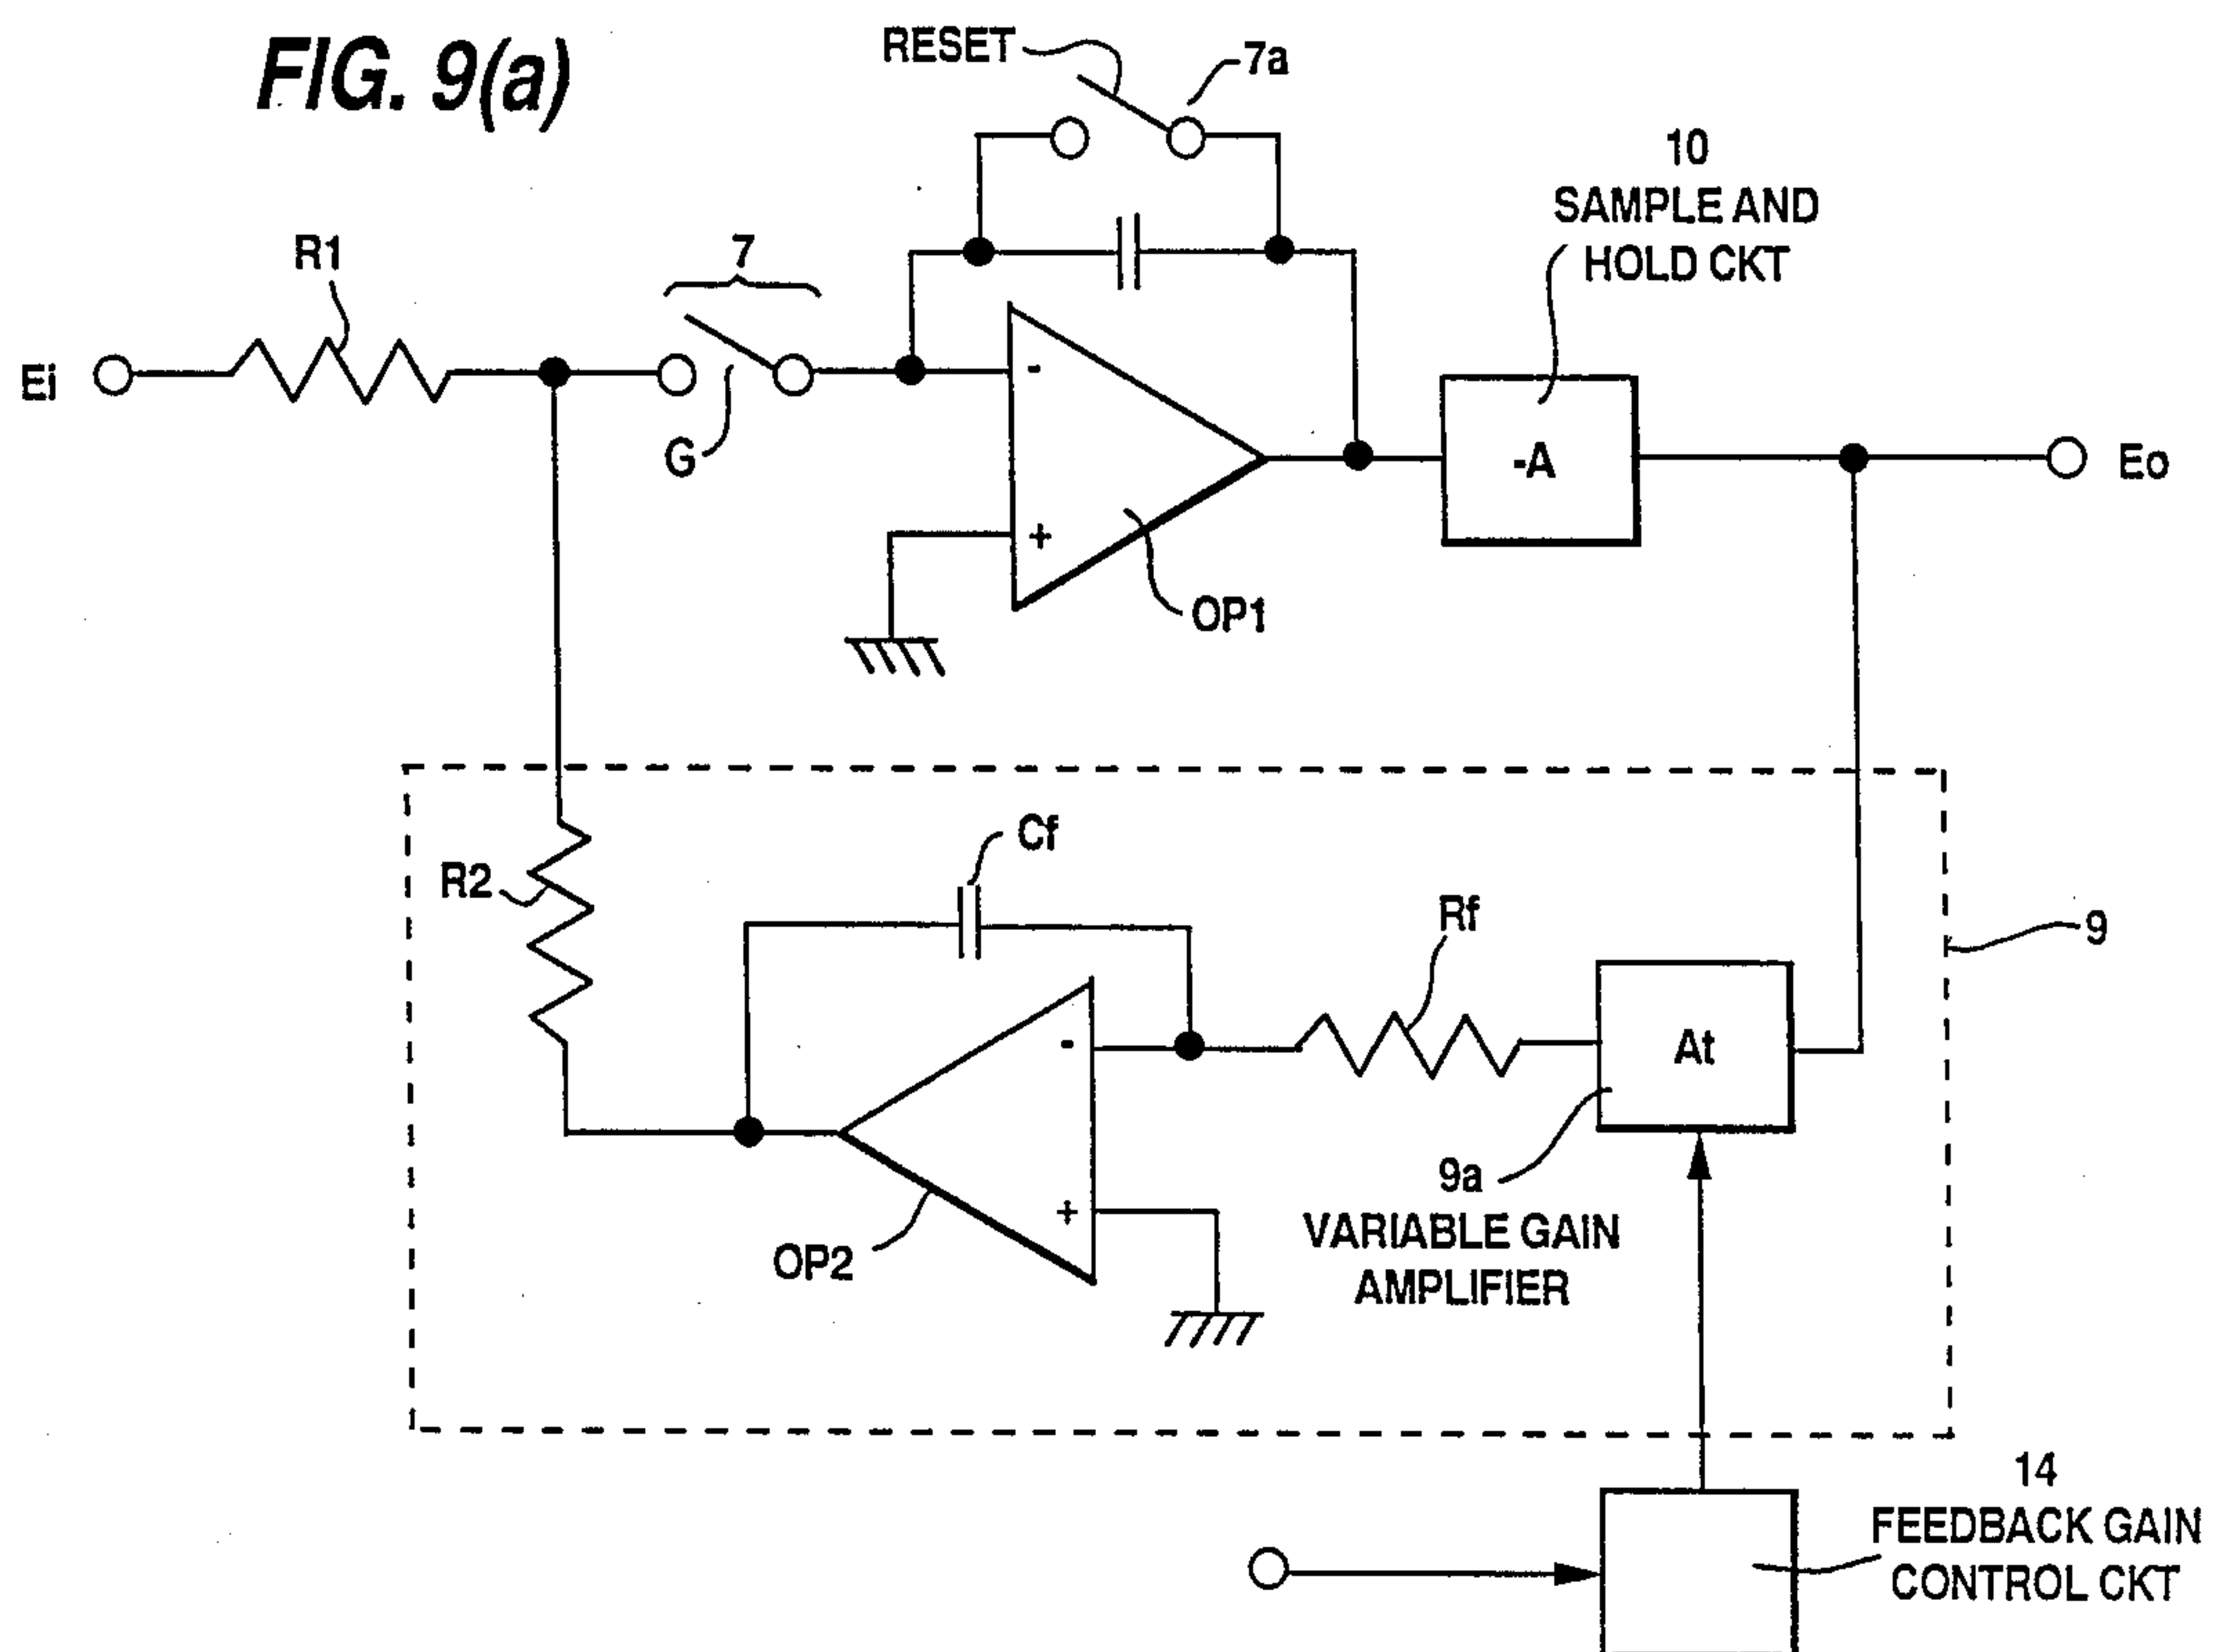 FIG. 9(a)
RESET
7a
10
SAMPLE AND
HOLD CKT
R1
7
Ei
G
-
+
-A
Eo
OP1
Cf
R2
Rf
9
-
At
+
9a
VARIABLE GAIN
AMPLIFIER
OP2
14
FEEDBACK GAIN
CONTROL CKT